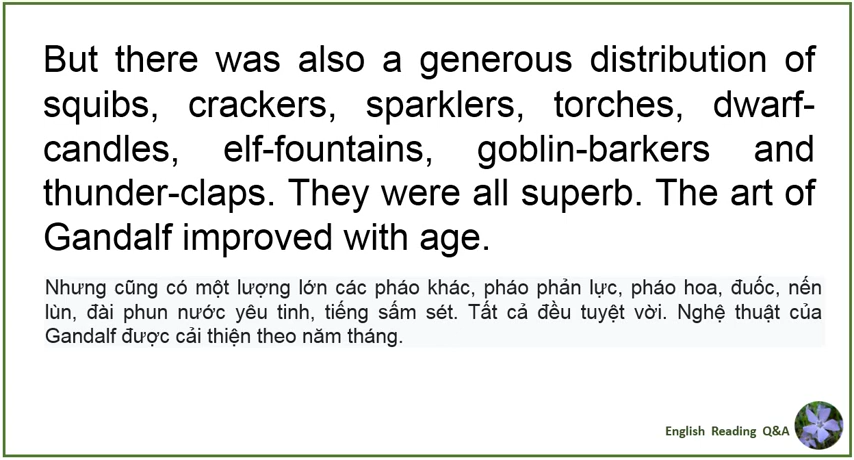 But there was also a generous distribution of
squibs, crackers, sparklers, torches, dwarf-
candles, elf-fountains, goblin-barkers and
thunder-claps. They were all superb. The art of
Gandalf improved with age.
Nhưng cũng có một lượng lớn các pháo khác, pháo phản lực, pháo hoa, đuốc, nến
lùn, đài phun nước yêu tinh, tiếng sấm sét. Tất cả đều tuyệt vời. Nghệ thuật của
Gandalf được cải thiện theo năm tháng.
English Reading Q&A